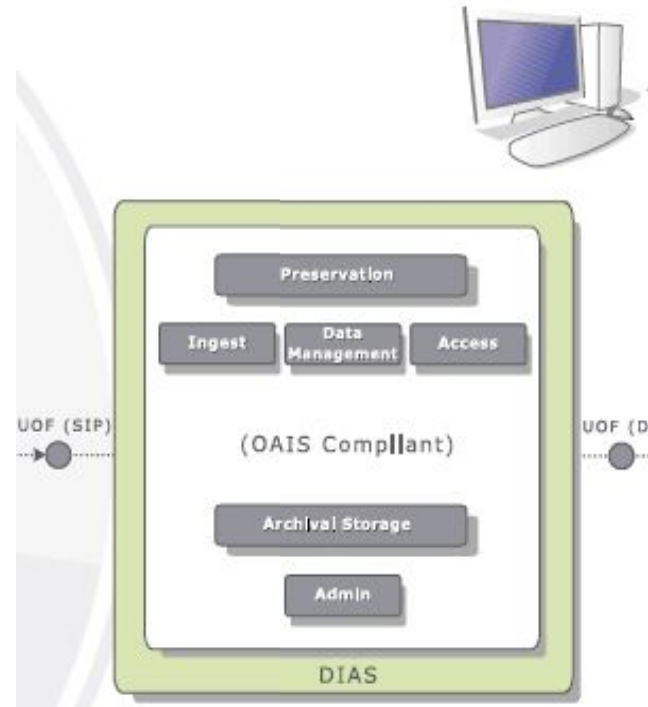 Preservation
Ingest
Data
Management
Access
UOF (SIP)
(OAIS Compliant)
UOF (D
Archival Storage
Admin
DIAS